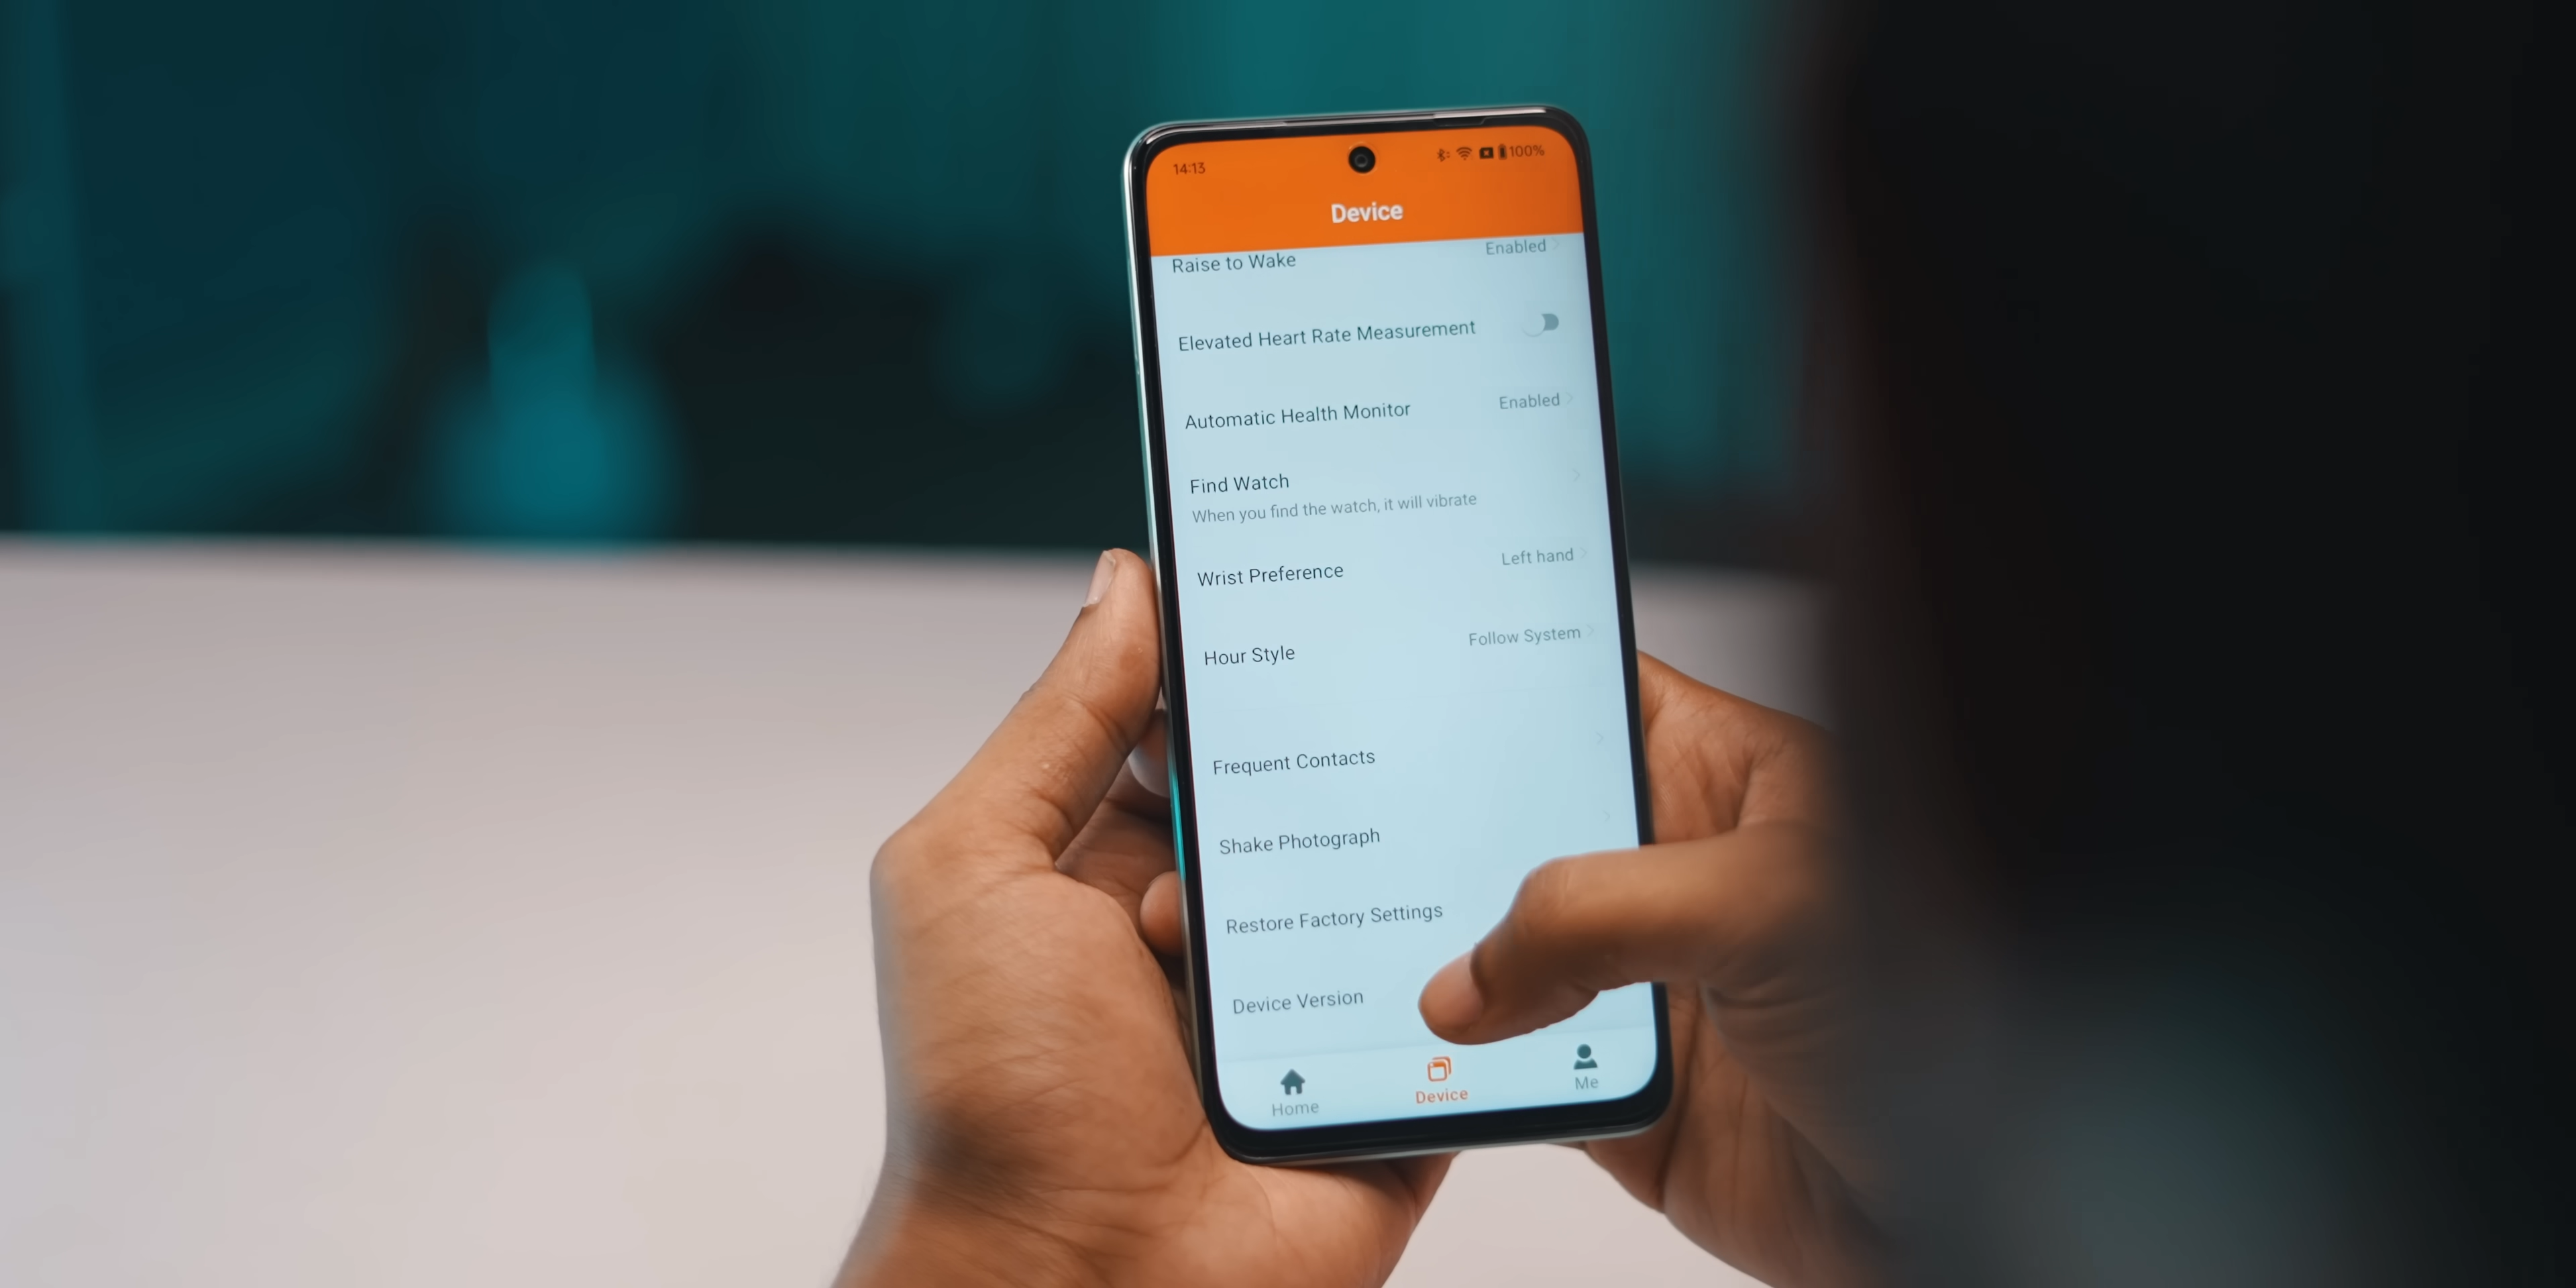 14:13
100%
Device
Raise to Wake
Enabled
Elevated Heart Rate Measurement
Automatic Health Monitor
Enabled
Find Watch
When you find the watch, it will vibrate
Wrist Preference
Left hand
Hour Style
Follow System
Frequent Contacts
Shake Photograph
Restore Factory Settings
Device Version
Home
Device
Me